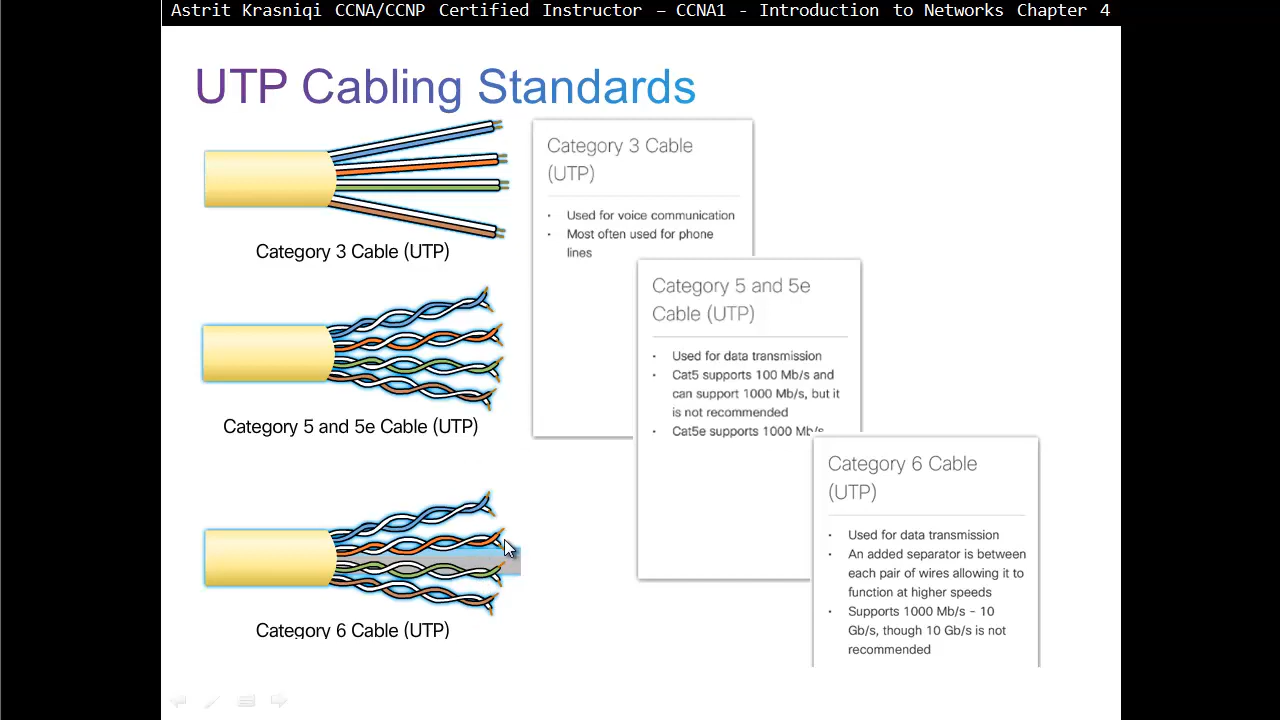 Astrit Krasniqi CCNA/CCNP Certified Instructor – CCNA1 - Introduction to Networks Chapter 4
UTP Cabling Standards
Category 3 Cable (UTP)
Category 5 and 5e Cable (UTP)
Category 6 Cable (UTP)
Category 3 Cable
(UTP)
• Used for voice communication
• Most often used for phone
lines
Category 5 and 5e
Cable (UTP)
• Used for data transmission
• Cat5 supports 100 Mb/s and
can support 1000 Mb/s, but it
is not recommended
• Cat5e supports 1000 Mb/s
Category 6 Cable
(UTP)
• Used for data transmission
• An added separator is between
each pair of wires allowing it to
function at higher speeds
• Supports 1000 Mb/s - 10
Gb/s, though 10 Gb/s is not
recommended